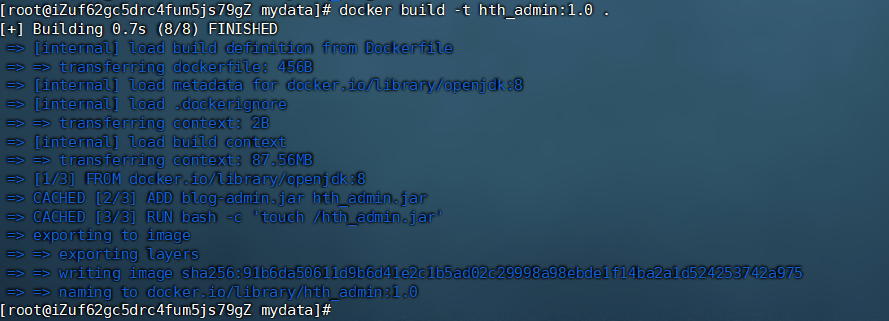 [root@iZuf62gc5drc4fum5js79gZ mydata]# docker build -t hth_admin:1.0 .
[+] Building 0.7s (8/8) FINISHED
=> [internal] load build definition from Dockerfile
=> => transferring dockerfile: 456B
=> [internal] load metadata for docker.io/library/openjdk:8
=> [internal] load .dockerignore
=> => transferring context: 2B
=> [internal] load build context
=> => transferring context: 87.56MB
=> [1/3] FROM docker.io/library/openjdk:8
=> CACHED [2/3] ADD blog-admin.jar hth_admin.jar
=> CACHED [3/3] RUN bash -c 'touch /hth_admin.jar'
=> exporting to image
=> => exporting layers
=> => writing image sha256:91b6da50611d9b6d41e2c1b5ad02c29998a98ebde1f14ba2a1d524253742a975
=> => naming to docker.io/library/hth_admin:1.0
[root@iZuf62gc5drc4fum5js79gZ mydata]#